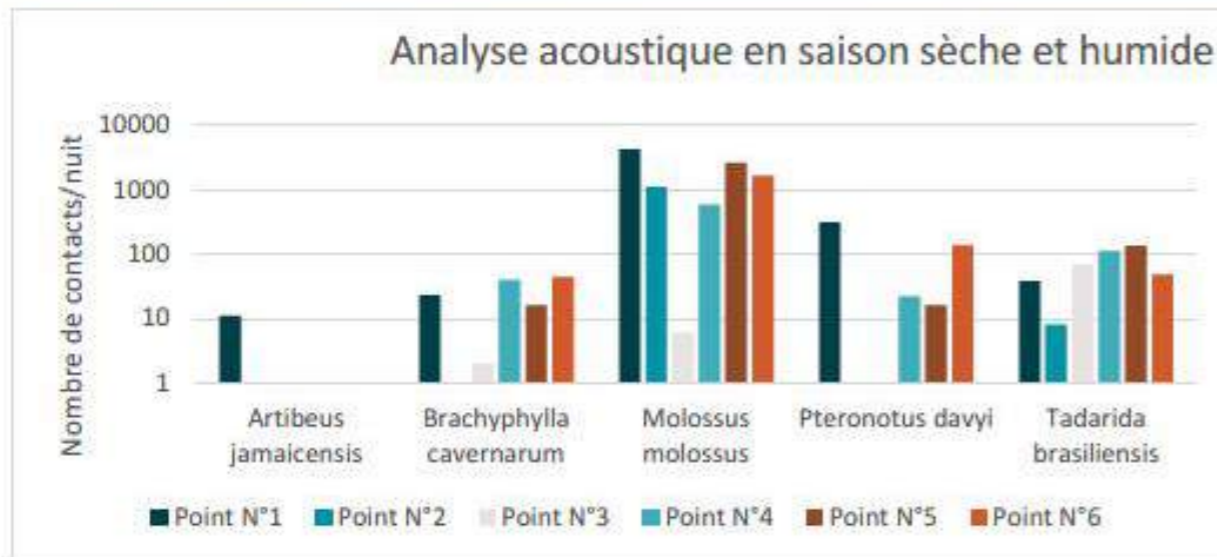 Analyse acoustique en saison sèche et humide
Nombre de contacts/nuit
10000
1000
100
10
1
Artibeus jamaicensis
Brachyphylla cavernarum
Molossus molossus
Pteronotus davyi
Tadarida brasiliensis
Point N°1 Point N°2 Point N°3 Point N°4 Point N°5 Point N°6